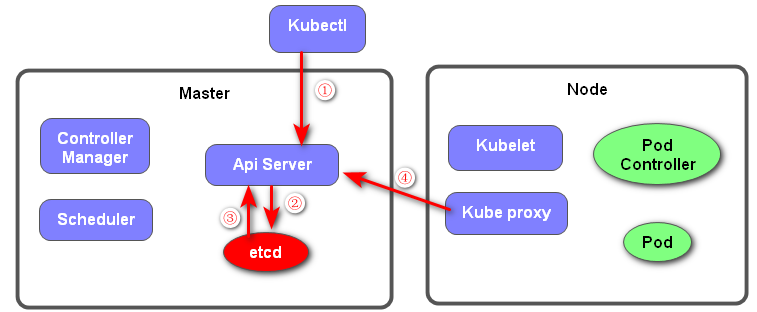 Kubectl
①
Master
Controller
Manager
Api Server
Scheduler
③
②
etcd
④
Node
Kubelet
Pod
Controller
Kube proxy
Pod